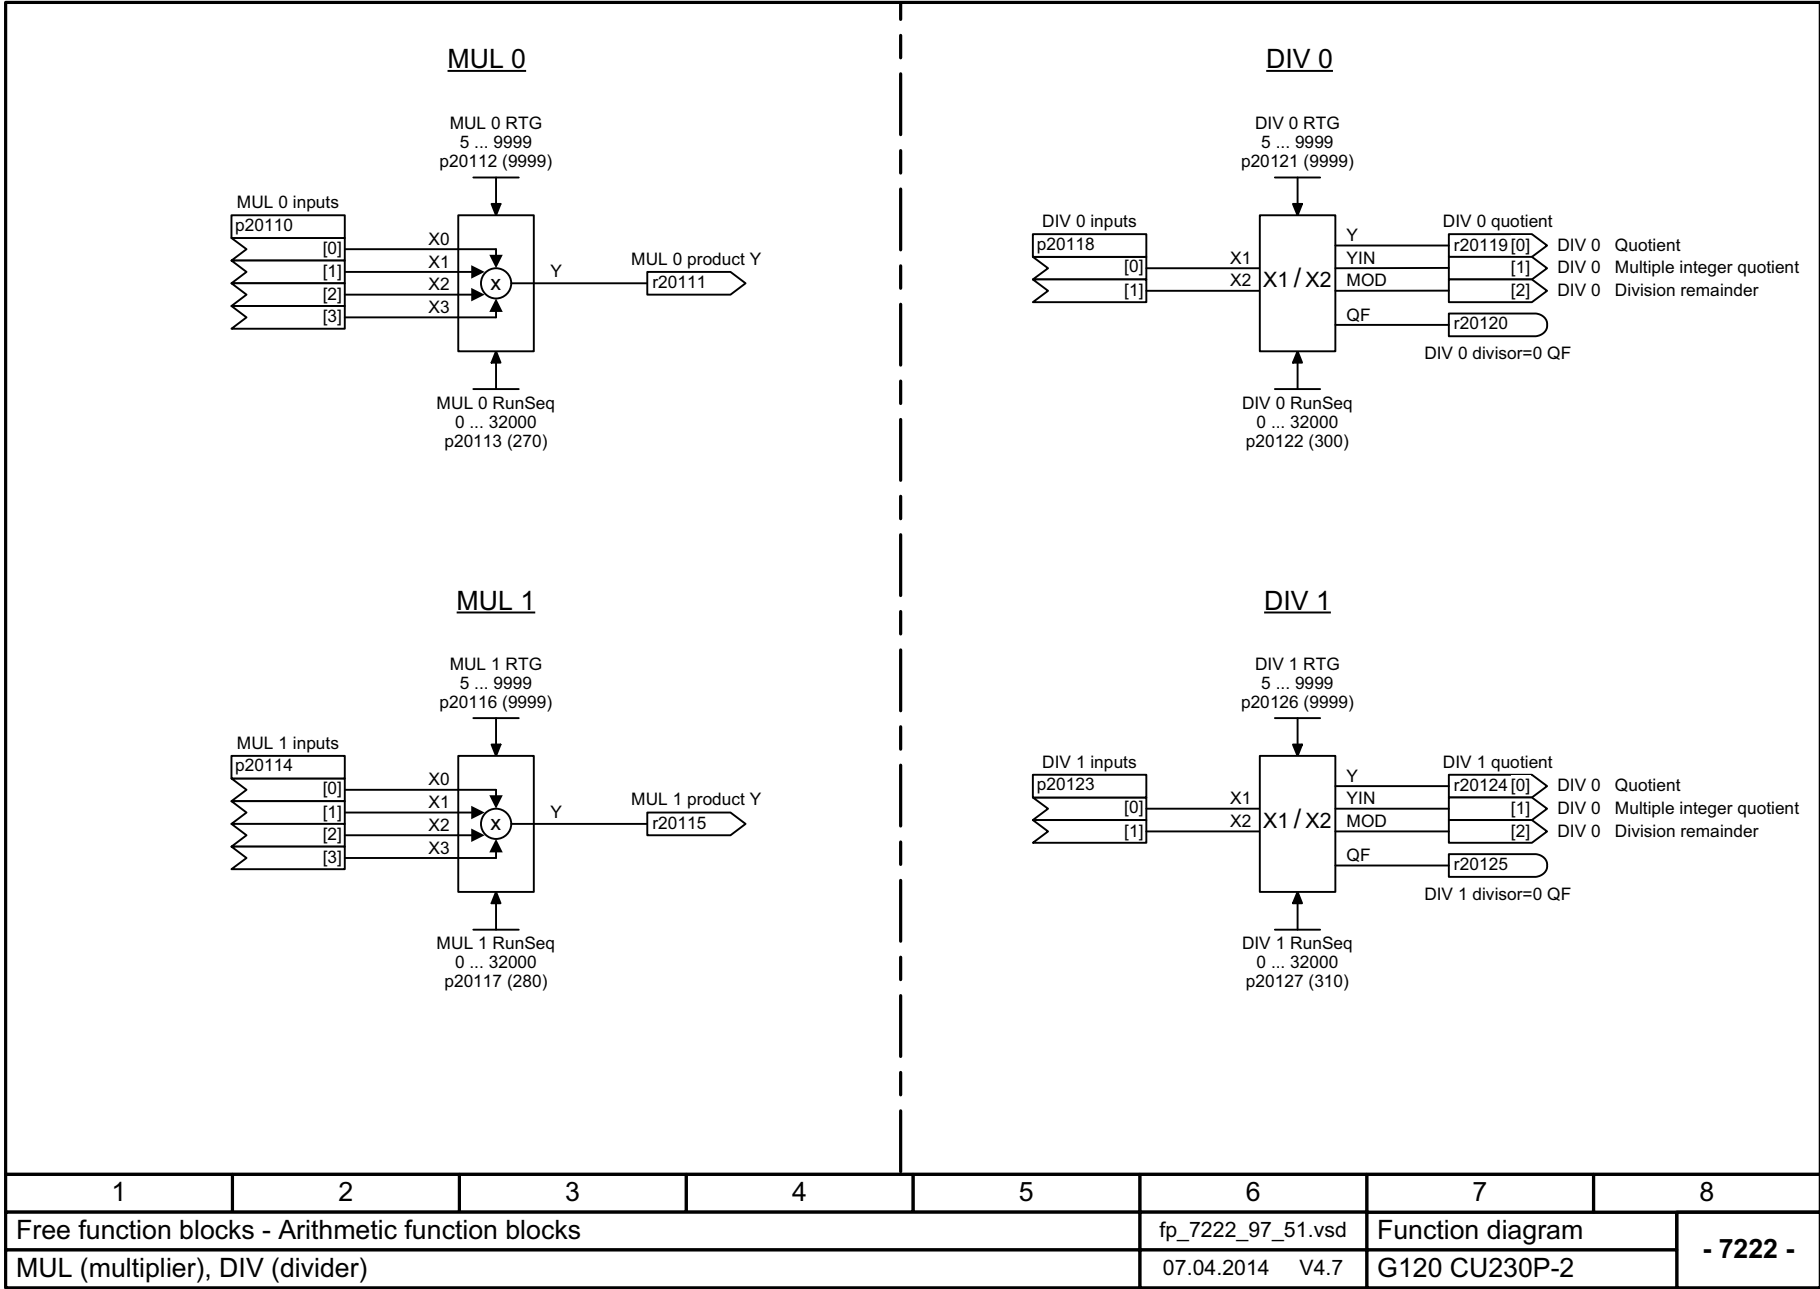 MUL 0
MUL 0 RTG
5 ... 9999
p20112 (9999)
MUL 0 inputs
p20110
[0]
[1]
[2]
[3]
X0
X1
X2
X3
X
Y
MUL 0 product Y
r20111
MUL 0 RunSeq
0 ... 32000
p20113 (270)
DIV 0
DIV 0 RTG
5 ... 9999
p20121 (9999)
DIV 0 inputs
p20118
[0]
[1]
X1
X2
X1 / X2
Y
YIN
MOD
QF
DIV 0 quotient
r20119 [0] DIV 0 Quotient
[1] DIV 0 Multiple integer quotient
[2] DIV 0 Division remainder
r20120
DIV 0 divisor=0 QF
DIV 0 RunSeq
0 ... 32000
p20122 (300)
MUL 1
MUL 1 RTG
5 ... 9999
p20116 (9999)
MUL 1 inputs
p20114
[0]
[1]
[2]
[3]
X0
X1
X2
X3
X
Y
MUL 1 product Y
r20115
MUL 1 RunSeq
0 ... 32000
p20117 (280)
DIV 1
DIV 1 RTG
5 ... 9999
p20126 (9999)
DIV 1 inputs
p20123
[0]
[1]
X1
X2
X1 / X2
Y
YIN
MOD
QF
DIV 1 quotient
r20124 [0] DIV 0 Quotient
[1] DIV 0 Multiple integer quotient
[2] DIV 0 Division remainder
r20125
DIV 1 divisor=0 QF
DIV 1 RunSeq
0 ... 32000
p20127 (310)
1 2 3 4 5 6 7 8
Free function blocks - Arithmetic function blocks
fp_7222_97_51.vsd
Function diagram
- 7222 -
MUL (multiplier), DIV (divider)
07.04.2014 V4.7
G120 CU230P-2